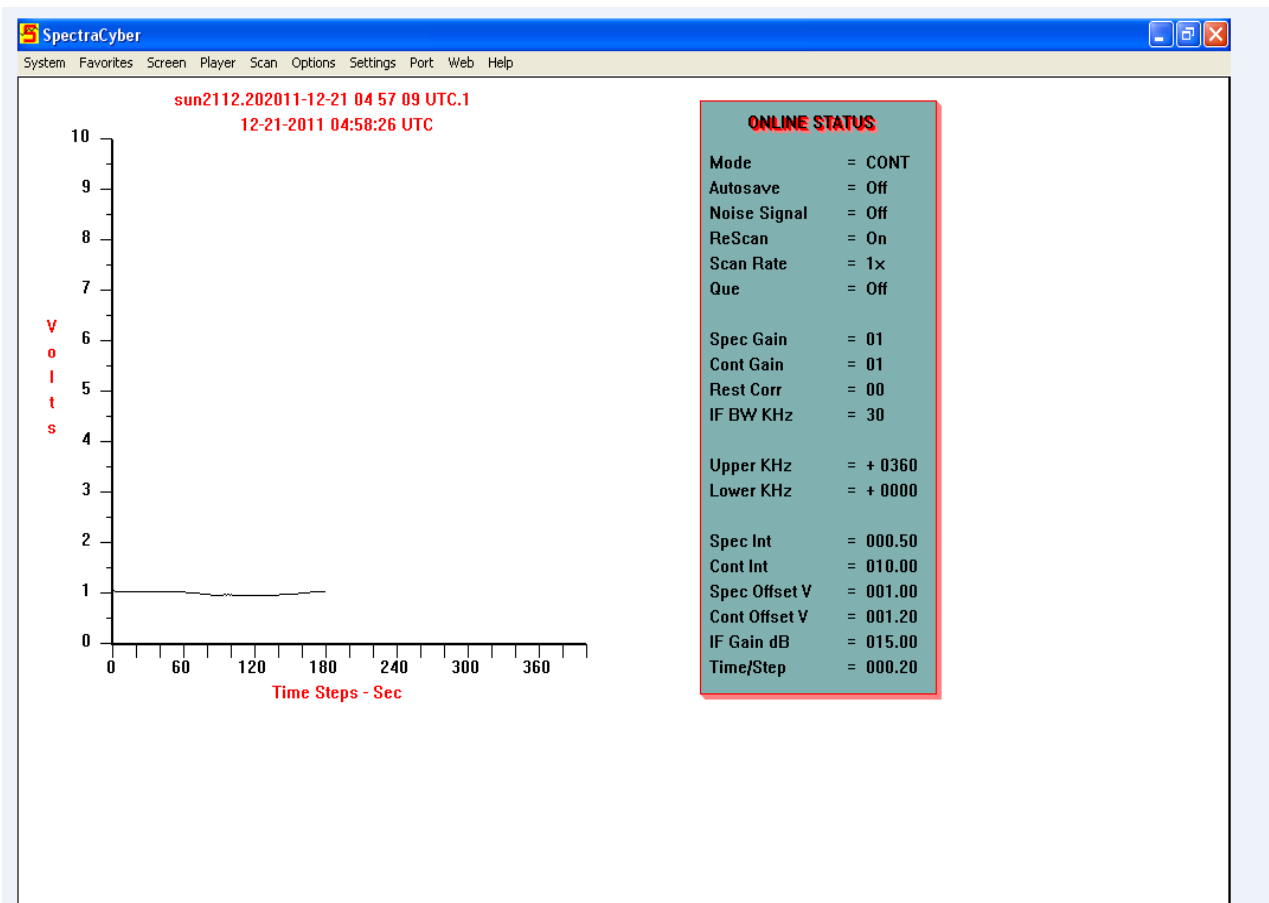 SpectraCyber
System Favorites Screen Player Scan Options Settings Port Web Help
sun2112.202011-12-21 04 57 09 UTC.1
12-21-2011 04:58:26 UTC
10
9
8
7
6
5
4
3
2
1
0
Volts
0 60 120 180 240 300 360
Time Steps - Sec
ONLINE STATUS
Mode = CONT
Autosave = Off
Noise Signal = Off
ReScan = On
Scan Rate = 1x
Que = Off
Spec Gain = 01
Cont Gain = 01
Rest Corr = 00
IF BW KHz = 30
Upper KHz = + 0360
Lower KHz = + 0000
Spec Int = 000.50
Cont Int = 010.00
Spec Offset V = 001.00
Cont Offset V = 001.20
IF Gain dB = 015.00
Time/Step = 000.20